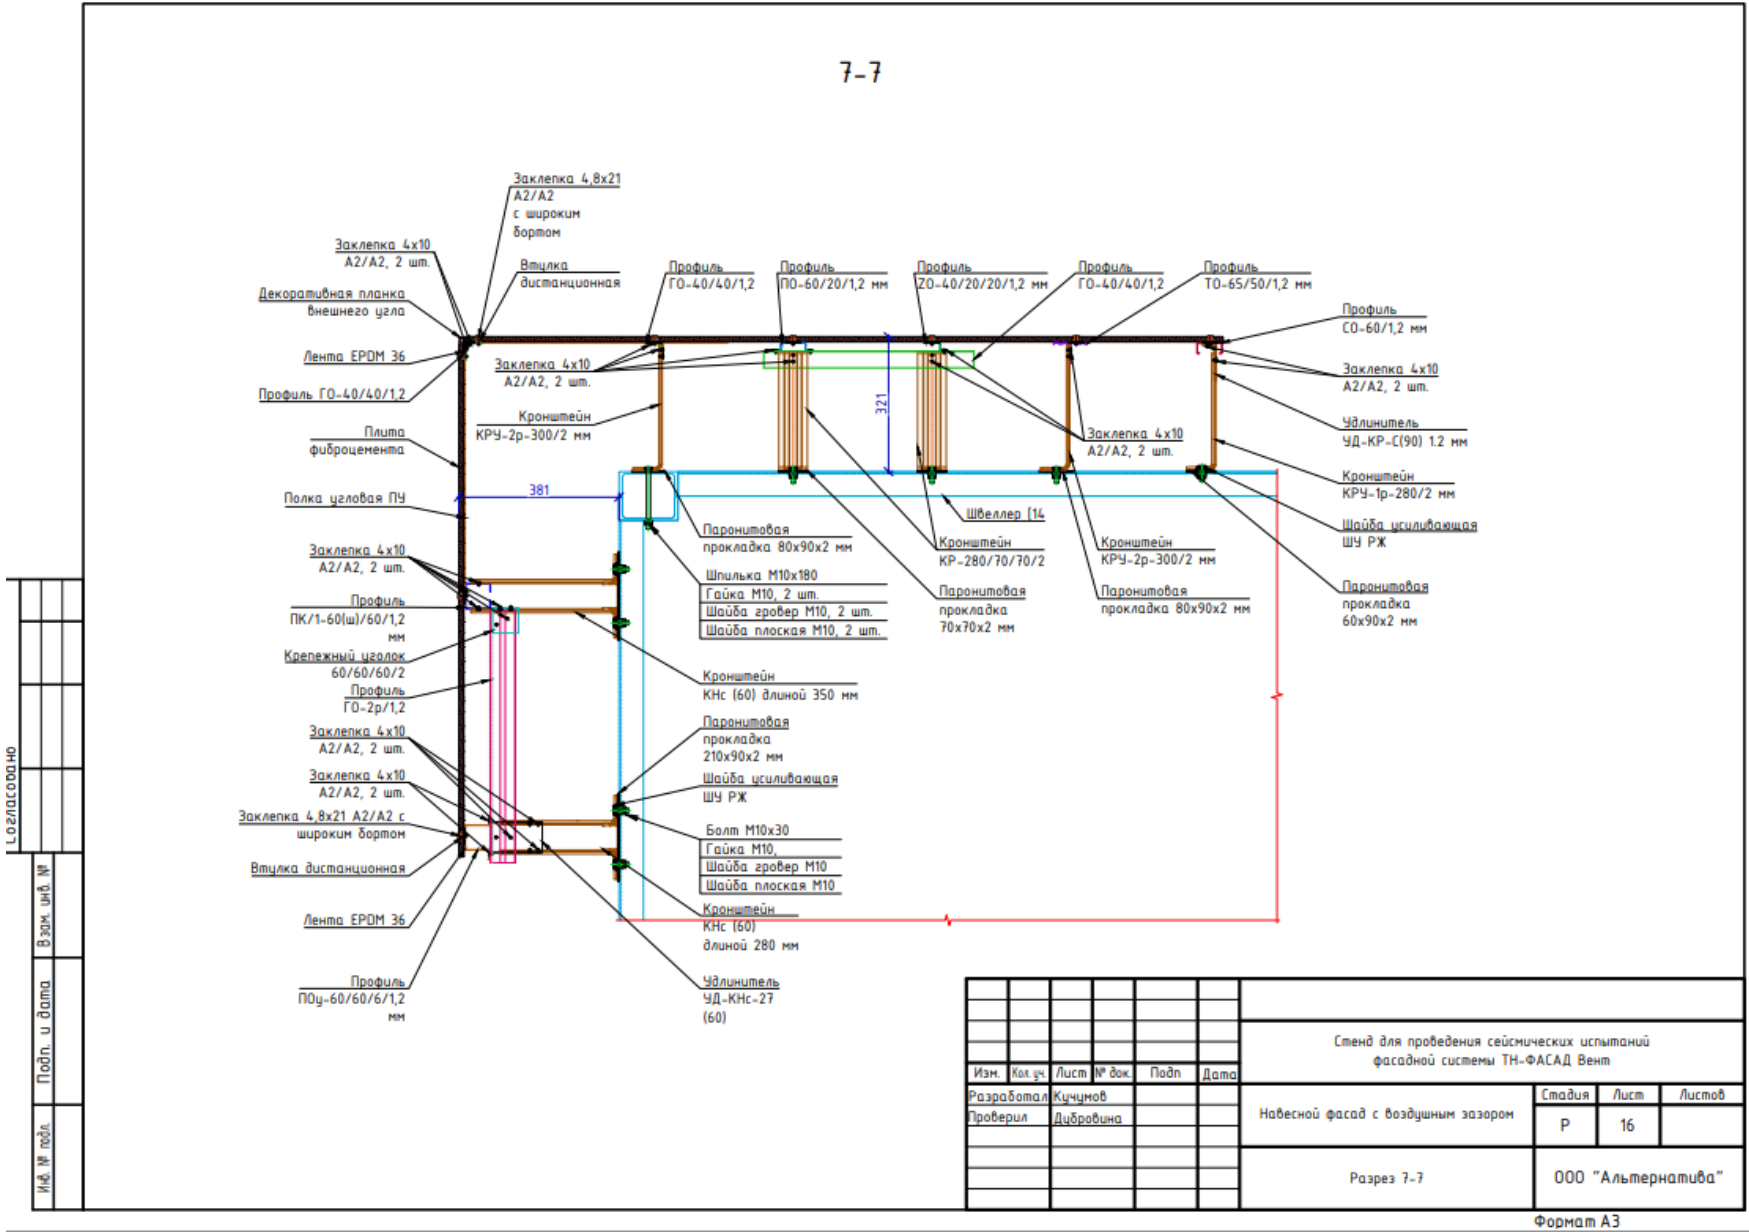 7-7
Заклепка 4,8х21
А2/А2
с широким
бортом
Заклепка 4х10
А2/А2, 2 шт.
Втулка
дистанционная
Декоративная планка
внешнего угла
Лента EPDM 36
Профиль ГО-40/40/1,2
Плита
фиброцемента
Полка угловая ПУ
Заклепка 4х10
А2/А2, 2 шт.
Профиль
ПК/1-60(ш)/60/1,2
мм
Крепежный уголок
60/60/60/2
Профиль
ГО-2р/1,2
Заклепка 4х10
А2/А2, 2 шт.
Заклепка 4х10
А2/А2, 2 шт.
Заклепка 4,8х21 А2/А2 с
широким бортом
Втулка дистанционная
Лента EPDM 36
Профиль
ПОу-60/60/6/1,2
мм
Профиль
ГО-40/40/1,2
Профиль
ПО-60/20/1,2 мм
Профиль
ZО-40/20/20/1,2 мм
Профиль
ГО-40/40/1,2
Профиль
ТО-65/50/1,2 мм
Профиль
СО-60/1,2 мм
Заклепка 4х10
А2/А2, 2 шт.
Кронштейн
КРУ-2р-300/2 мм
321
381
Заклепка 4х10
А2/А2, 2 шт.
Заклепка 4х10
А2/А2, 2 шт.
Удлинитель
УД-КР-С(90) 1.2 мм
Кронштейн
КРУ-1р-280/2 мм
Шайба усиливающая
ШУ РЖ
Паронитовая
прокладка
60х90х2 мм
Швеллер [14
Паронитовая
прокладка 80х90х2 мм
Кронштейн
КР-280/70/70/2
Кронштейн
КРУ-2р-300/2 мм
Паронитовая
прокладка
70х70х2 мм
Паронитовая
прокладка 80х90х2 мм
Шпилька М10х180
Гайка М10, 2 шт.
Шайба гровер М10, 2 шт.
Шайба плоская М10, 2 шт.
Кронштейн
КНс (60) длиной 350 мм
Паронитовая
прокладка
210х90х2 мм
Шайба усиливающая
ШУ РЖ
Болт М10х30
Гайка М10,
Шайба гровер М10
Шайба плоская М10
Кронштейн
КНс (60)
длиной 280 мм
Удлинитель
УД-КНс-27
(60)
Согласовано
Взам. инв. №
Подп. и дата
Инв. № подл.
Изм. Кол.уч. Лист № док. Подп Дата
Разработал Кучумов
Проверил Дубровина
Стенд для проведения сейсмических испытаний
фасадной системы ТН-ФАСАД Вент
Навесной фасад с воздушным зазором
Стадия Лист Листов
Р 16
Разрез 7-7
ООО "Альтернатива"
Формат А3